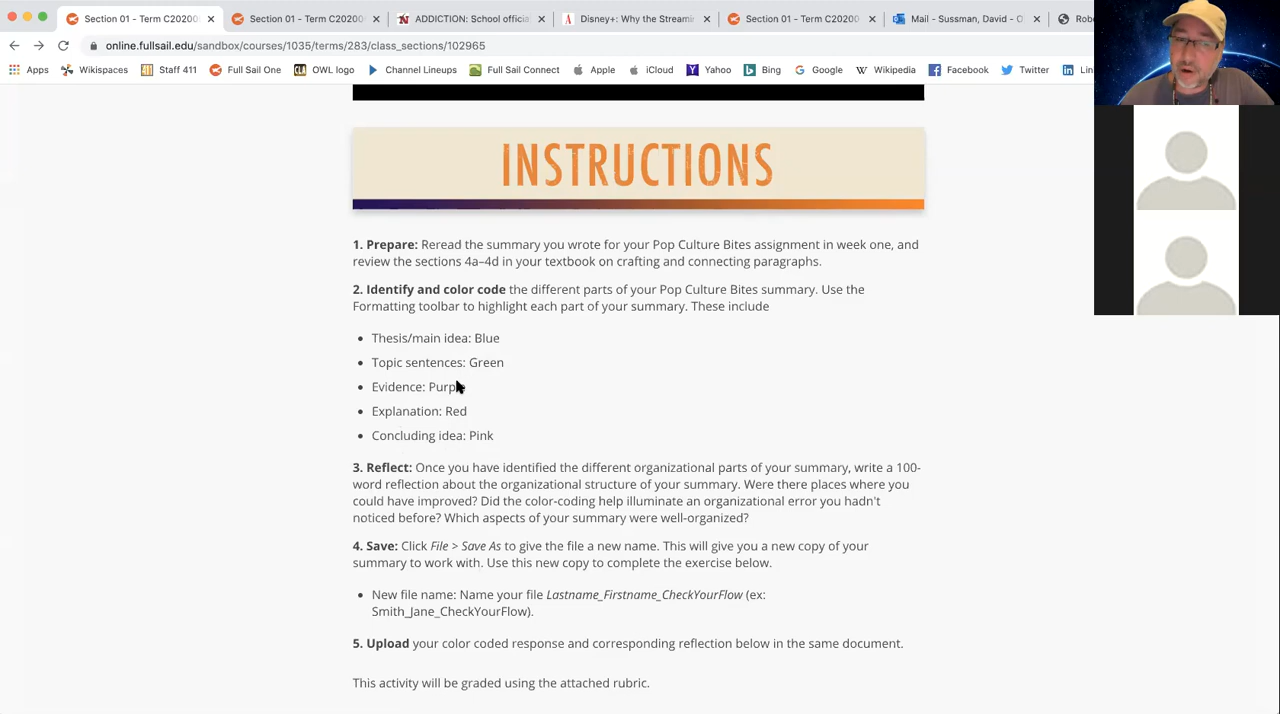 Section 01 - Term C20200
Section 01 - Term C20200
ADDICTION: School officia
Disney+: Why the Streami
Section 01 - Term C20200
Mail - Sussman, David - O
Rob
online.fullsail.edu/sandbox/courses/1035/terms/283/class_sections/102965
Apps
Wikispaces
Staff 411
Full Sail One
OWL logo
Channel Lineups
Full Sail Connect
Apple
iCloud
Yahoo
Bing
Google
Wikipedia
Facebook
Twitter
Lin
INSTRUCTIONS
1. Prepare: Reread the summary you wrote for your Pop Culture Bites assignment in week one, and
review the sections 4a–4d in your textbook on crafting and connecting paragraphs.
2. Identify and color code the different parts of your Pop Culture Bites summary. Use the
Formatting toolbar to highlight each part of your summary. These include
• Thesis/main idea: Blue
• Topic sentences: Green
• Evidence: Purple
• Explanation: Red
• Concluding idea: Pink
3. Reflect: Once you have identified the different organizational parts of your summary, write a 100-
word reflection about the organizational structure of your summary. Were there places where you
could have improved? Did the color-coding help illuminate an organizational error you hadn't
noticed before? Which aspects of your summary were well-organized?
4. Save: Click File > Save As to give the file a new name. This will give you a new copy of your
summary to work with. Use this new copy to complete the exercise below.
• New file name: Name your file Lastname_Firstname_CheckYourFlow (ex:
Smith_Jane_CheckYourFlow).
5. Upload your color coded response and corresponding reflection below in the same document.
This activity will be graded using the attached rubric.